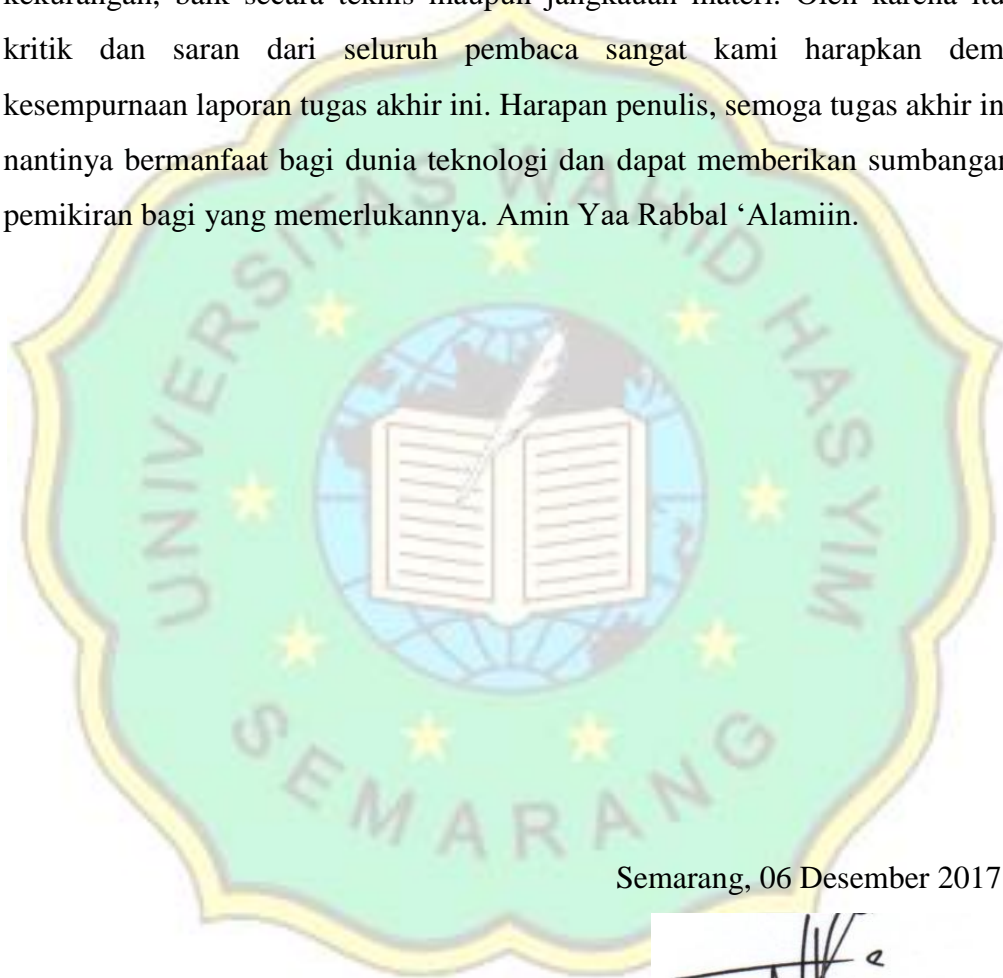 kekurangan, baik secara teknis maupun jangkauan materi. Oleh karena itu
kritik dan saran dari seluruh pembaca sangat kami harapkan dem
kesempurnaan laporan tugas akhir ini. Harapan penulis, semoga tugas akhir in
nantinya bermanfaat bagi dunia teknologi dan dapat memberikan sumbangan
pemikiran bagi yang memerlukannya. Amin Yaa Rabbal ‘Alamiin.
UNIVERSITAS WAHID HASYIM
SEMARANG
Semarang, 06 Desember 2017